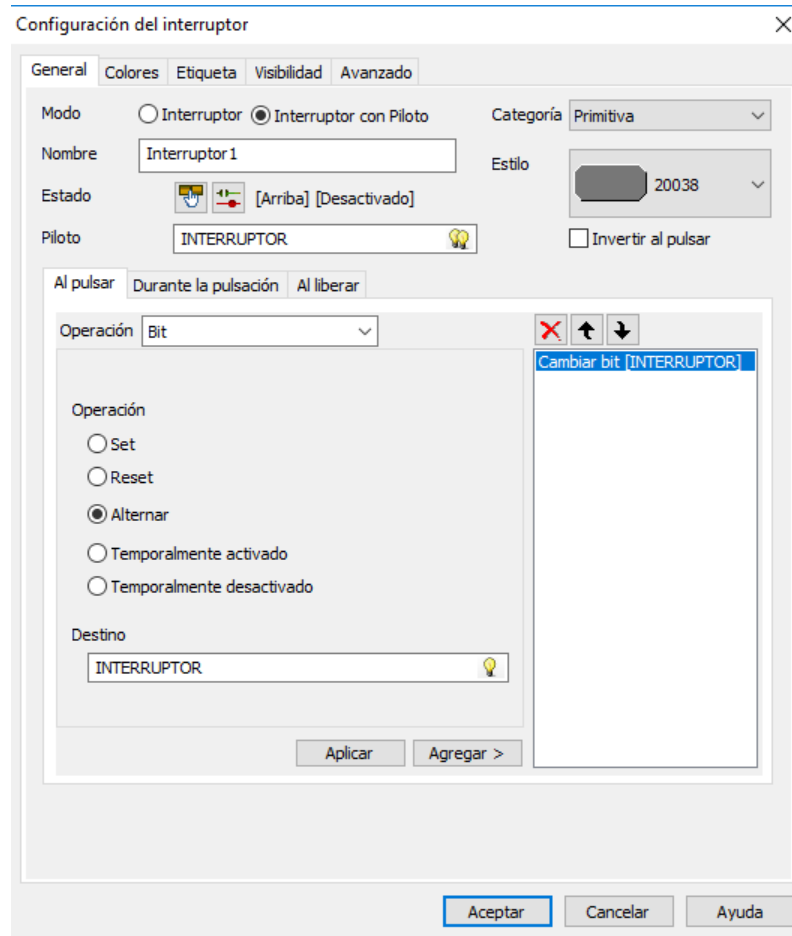 Configuración del interruptor
General Colores Etiqueta Visibilidad Avanzado
Modo Interruptor Interruptor con Piloto Categoría Primitiva
Nombre Interruptor1
Estilo 20038
Estado [Arriba] [Desactivado]
Piloto INTERRUPTOR Invertir al pulsar
Al pulsar Durante la pulsación Al liberar
Operación Bit
Cambiar bit [INTERRUPTOR]
Operación
Set
Reset
Alternar
Temporalmente activado
Temporalmente desactivado
Destino
INTERRUPTOR
Aplicar Agregar >
Aceptar Cancelar Ayuda